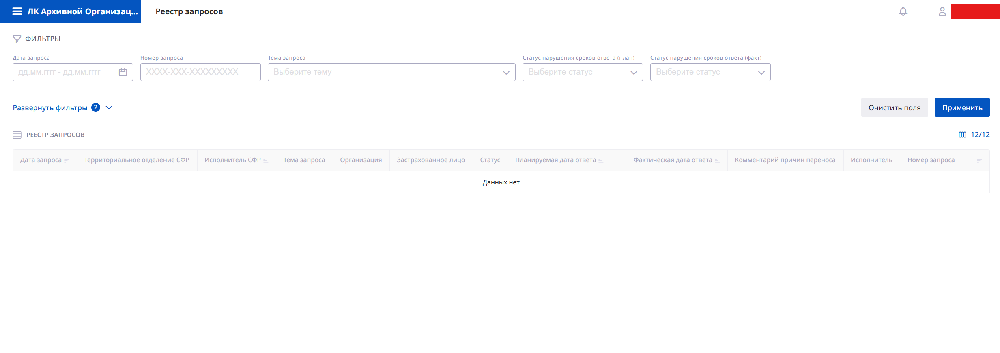 ЛК Архивной Организац...
Реестр запросов
ФИЛЬТРЫ
Дата запроса
Номер запроса
Тема запроса
Статус нарушения сроков ответа (план)
Статус нарушения сроков ответа (факт)
дд.мм.гггг - дд.мм.гггг
XXXX-XXX-XXXXXXXXX
Выберите тему
Выберите статус
Выберите статус
Развернуть фильтры 2
Очистить поля
Применить
РЕЕСТР ЗАПРОСОВ
12/12
Дата запроса
Территориальное отделение СФР
Исполнитель СФР
Тема запроса
Организация
Застрахованное лицо
Статус
Планируемая дата ответа
Фактическая дата ответа
Комментарий причин переноса
Исполнитель
Номер запроса
Данных нет